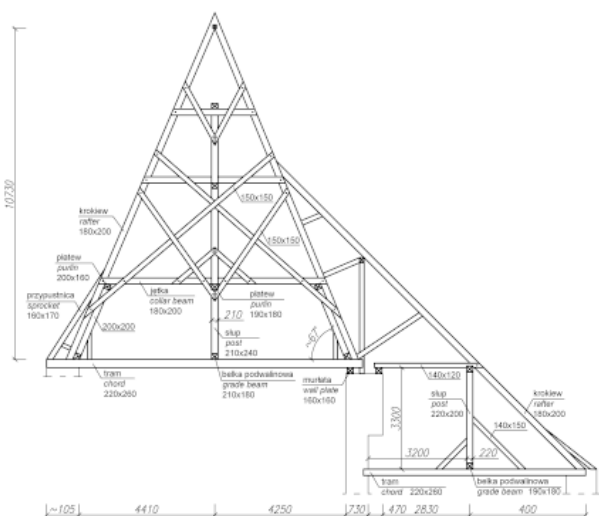 10730
krokiew
rafter
180x200
płatew
purlin
200x160
przypustnica
sprocket
160x170
200x200
150x150
150x150
jętka
collar beam
180x200
płatew
purlin
190x180
210
słup
post
210x240
~67°
tram
chord
220x260
belka podwalinowa
grade beam
210x180
murłata
wall plate
160x160
140x120
słup
post
220x200
krokiew
rafter
180x200
3300
140x150
3200
220
tram
chord 220x260
belka podwalinowa
grade beam 190x180
~105
4410
4250
730
470
2830
400